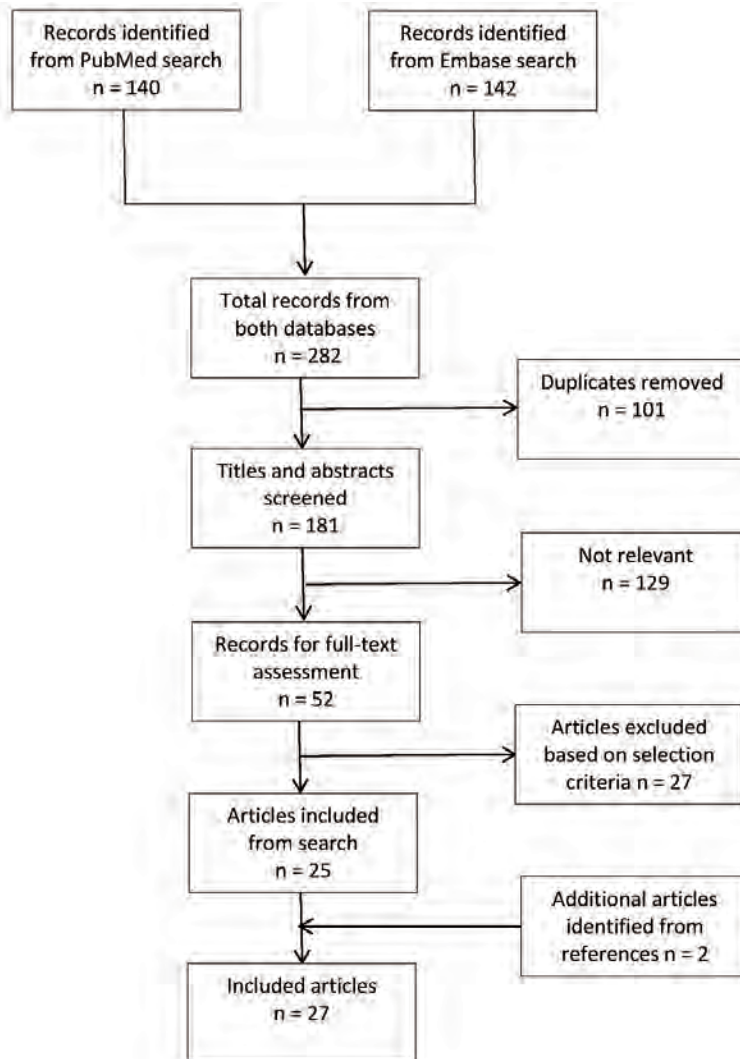 Records identified
from PubMed search
n = 140
Records identified
from Embase search
n = 142
Total records from
both databases
n = 282
Duplicates removed
n = 101
Titles and abstracts
screened
n = 181
Not relevant
n = 129
Records for full-text
assessment
n = 52
Articles excluded
based on selection
criteria n = 27
Articles included
from search
n = 25
Additional articles
identified from
references n = 2
Included articles
n = 27